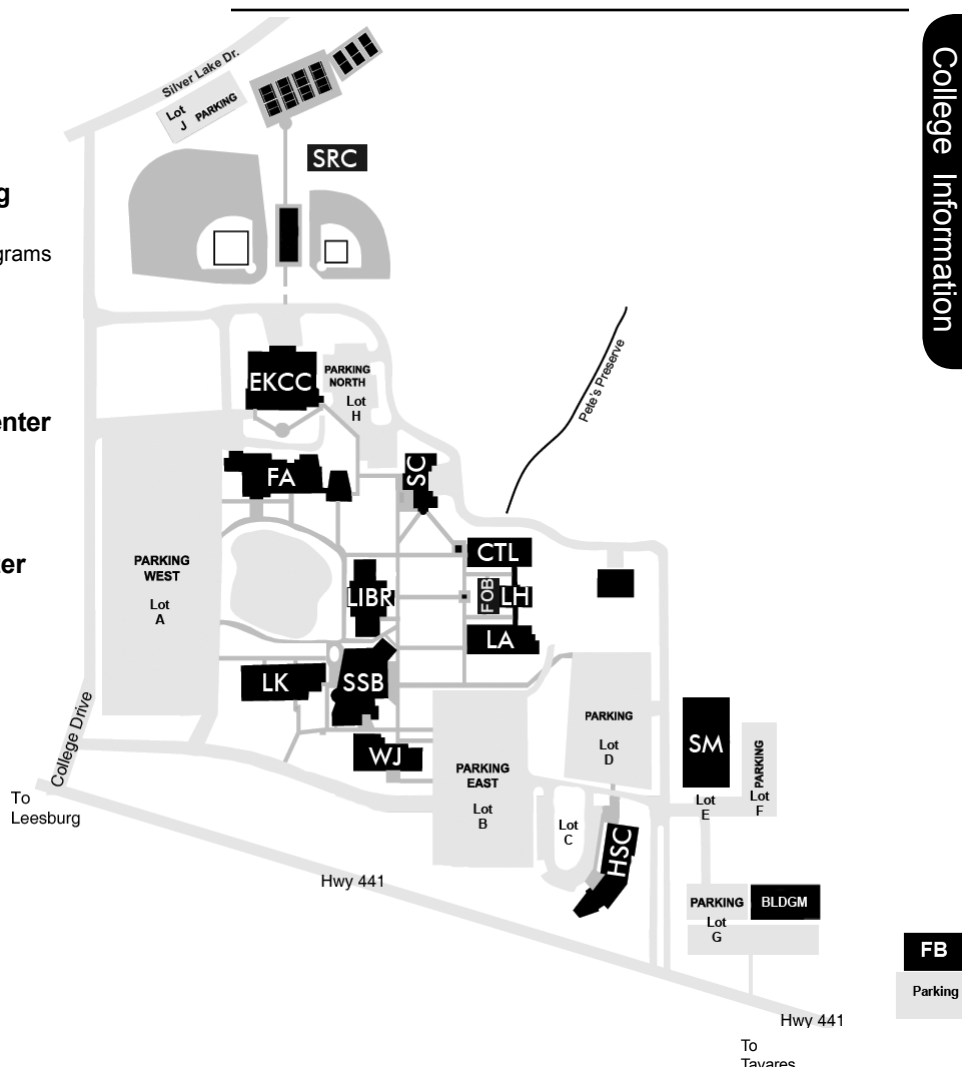 College Information
Silver Lake Dr.
Lot
J PARKING
SRC
g
grams
EKCC
PARKING
NORTH
Lot
H
Pete's Preserve
enter
FA
SC
ter
PARKING
WEST
Lot
A
CTL
LIBR
FOB
LH
LA
LK
SSB
PARKING
Lot
D
SM
College Drive
WJ
PARKING
EAST
Lot
B
PARKING
Lot
F
Lot
E
To
Leesburg
Lot
C
HSC
Hwy 441
PARKING
Lot
G
BLDGM
FB
Parking
Hwy 441
To
Tavares